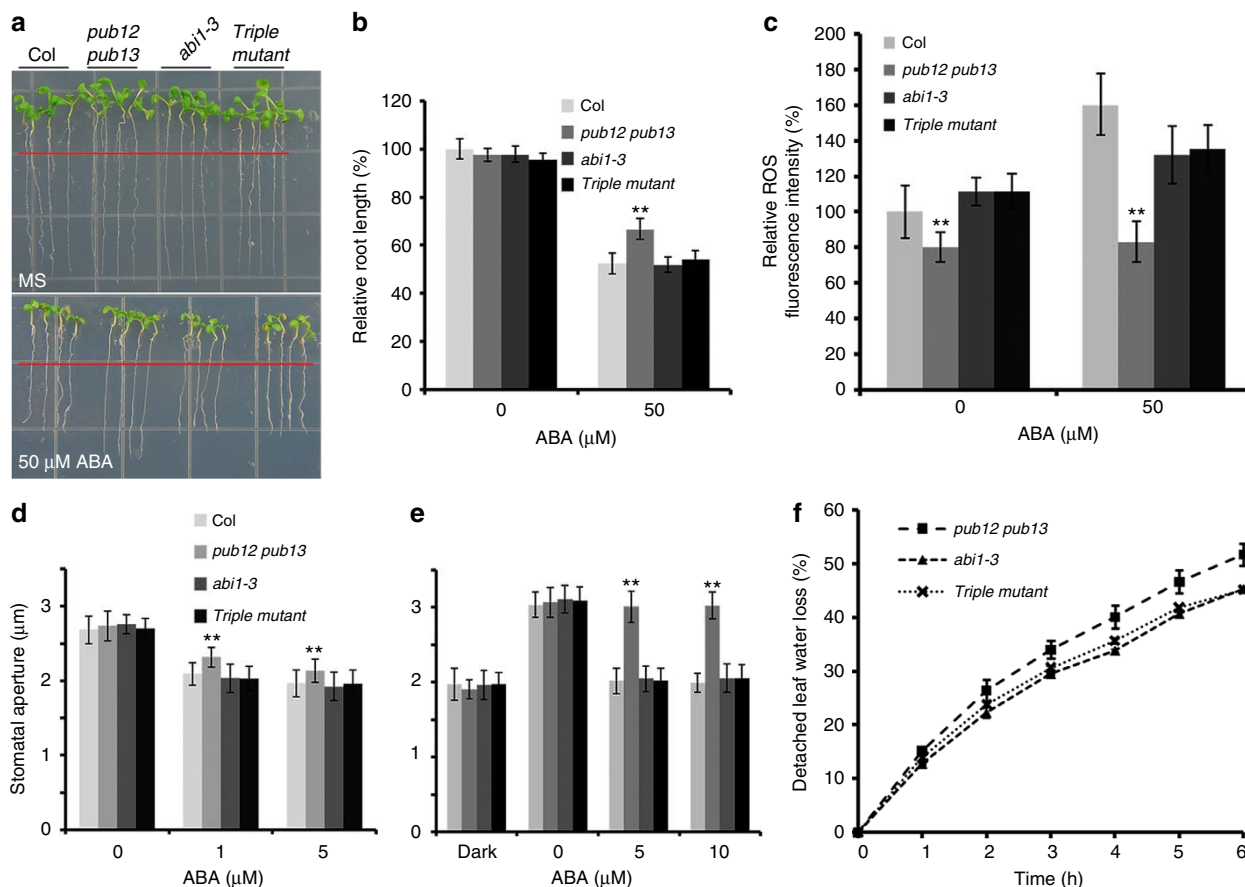 a
Col
pub12
pub13
abi1-3
Triple
mutant
MS
50 μM ABA
b
Relative root length (%)
120
100
80
60
40
20
0
Col
pub12 pub13
abi1-3
Triple mutant
**
0
50
ABA (μM)
c
Relative ROS
fluorescence intensity (%)
200
180
160
140
120
100
80
60
40
20
0
Col
pub12 pub13
abi1-3
Triple mutant
**
**
0
50
ABA (μM)
d
Stomatal aperture (μm)
3
2
1
0
Col
pub12 pub13
abi1-3
Triple mutant
**
**
0
1
5
ABA (μM)
e
3
2
1
0
**
**
Dark
0
5
10
ABA (μM)
f
Detached leaf water loss (%)
60
50
40
30
20
10
0
pub12 pub13
abi1-3
Triple mutant
0
1
2
3
4
5
6
Time (h)